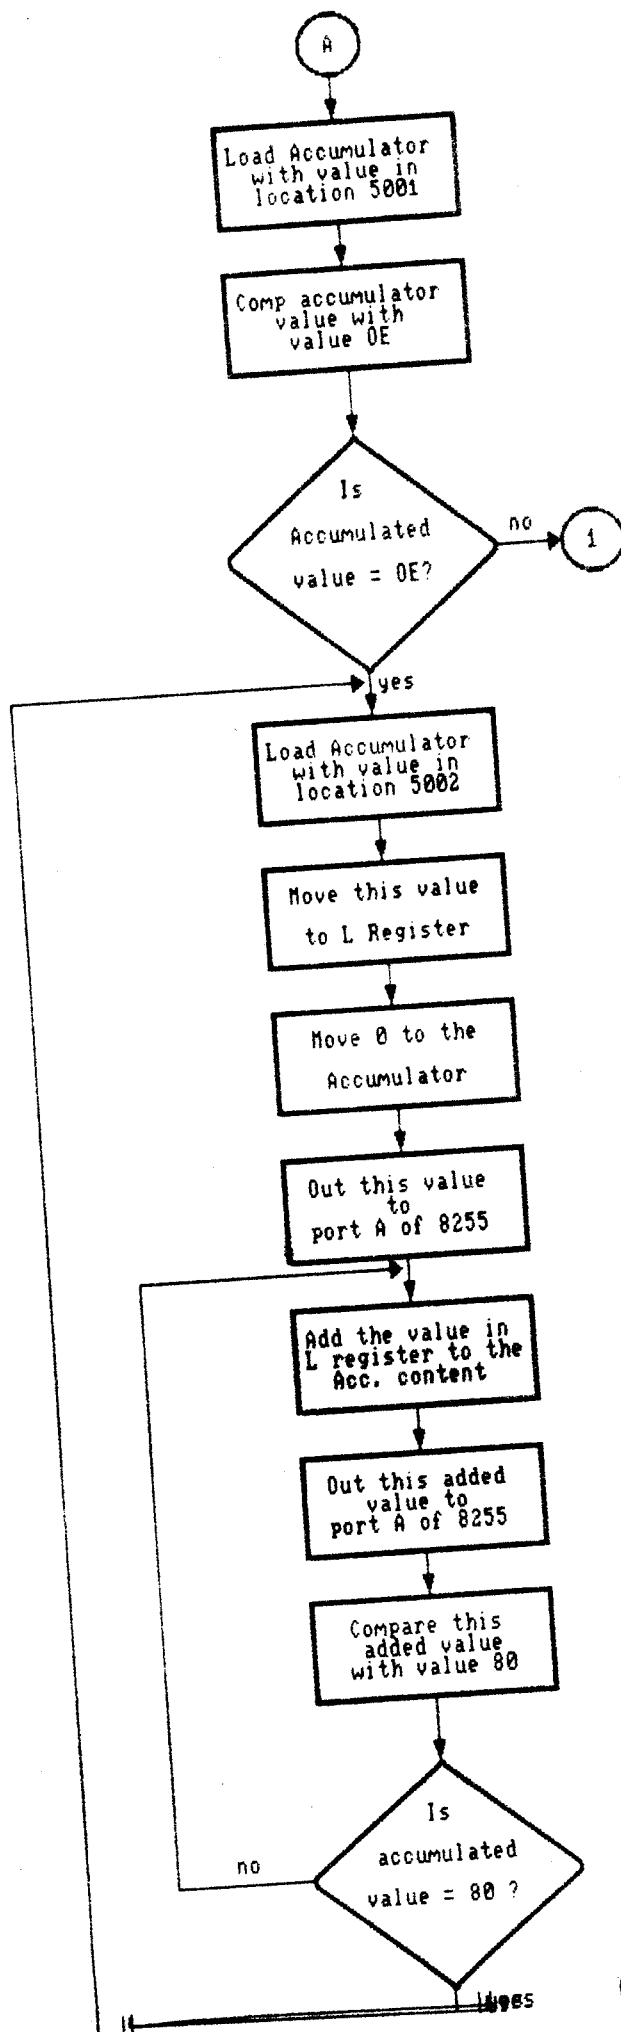 A
Load Accumulator
with value in
location 5001
Comp accumulator
value with
value 0E
Is
Accumulated
value = 0E?
no
1
yes
Load Accumulator
with value in
location 5002
Move this value
to L Register
Move 0 to the
Accumulator
Out this value
to
port A of 8255
Add the value in
L register to the
Acc. content
Out this added
value to
port A of 8255
Compare this
added value
with value 80
Is
accumulated
value = 80 ?
no